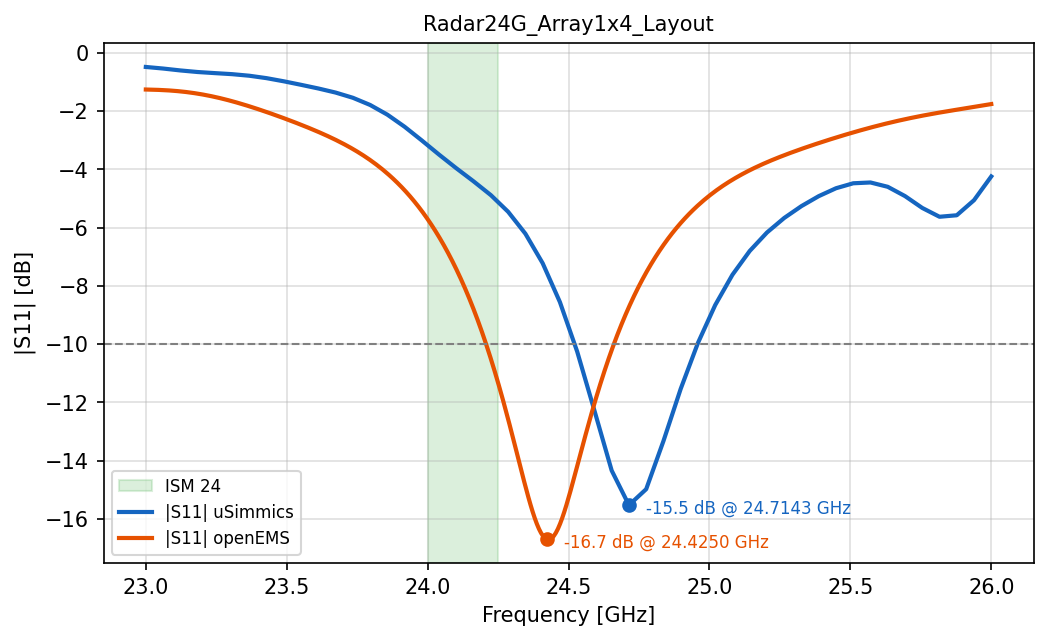 Radar24G_Array1x4_Layout
|S11| [dB]
0
−2
−4
−6
−8
−10
−12
−14
−16
ISM 24
|S11| uSimmics
|S11| openEMS
-15.5 dB @ 24.7143 GHz
-16.7 dB @ 24.4250 GHz
23.0 23.5 24.0 24.5 25.0 25.5 26.0
Frequency [GHz]